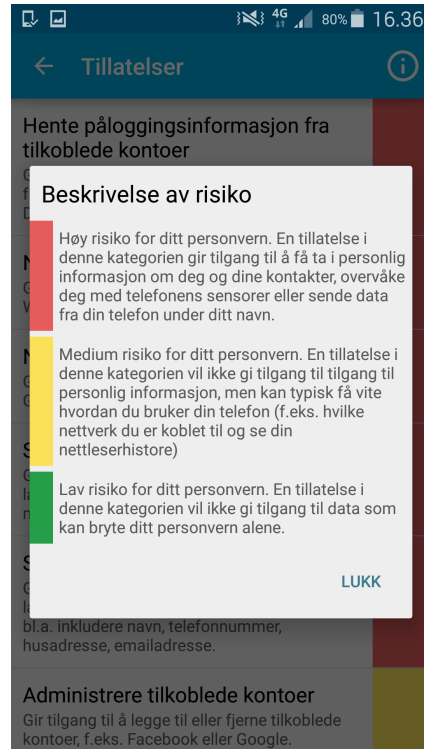 4G 80% 16.36
Tillatelser
Hente påloggingsinformasjon fra
tilkoblede kontoer
Beskrivelse av risiko
Høy risiko for ditt personvern. En tillatelse i
denne kategorien gir tilgang til å få ta i personlig
informasjon om deg og dine kontakter, overvåke
deg med telefonens sensorer eller sende data
fra din telefon under ditt navn.
Medium risiko for ditt personvern. En tillatelse i
denne kategorien vil ikke gi tilgang til tilgang til
personlig informasjon, men kan typisk få vite
hvordan du bruker din telefon (f.eks. hvilke
nettverk du er koblet til og se din
nettleserhistore)
Lav risiko for ditt personvern. En tillatelse i
denne kategorien vil ikke gi tilgang til data som
kan bryte ditt personvern alene.
LUKK
bl.a. inkludere navn, telefonnummer,
husadresse, emailadresse.
Administrere tilkoblede kontoer
Gir tilgang til å legge til eller fjerne tilkoblede
kontoer, f.eks. Facebook eller Google.